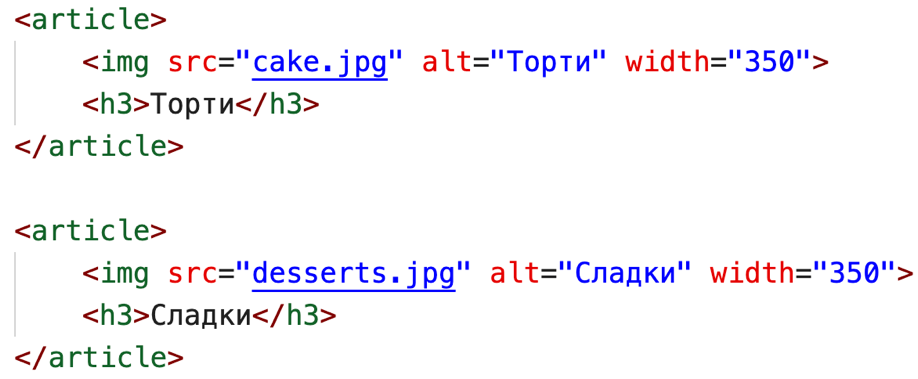 <article>
<img src="cake.jpg" alt="Торти" width="350">
<h3>Торти</h3>
</article>
<article>
<img src="desserts.jpg" alt="Сладки" width="350">
<h3>Сладки</h3>
</article>